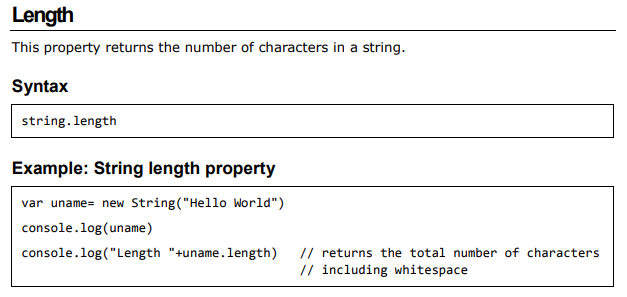 Length
This property returns the number of characters in a string.
Syntax
string.length
Example: String length property
var uname= new String("Hello World")
console.log(uname)
console.log("Length "+uname.length)   // returns the total number of characters
// including whitespace